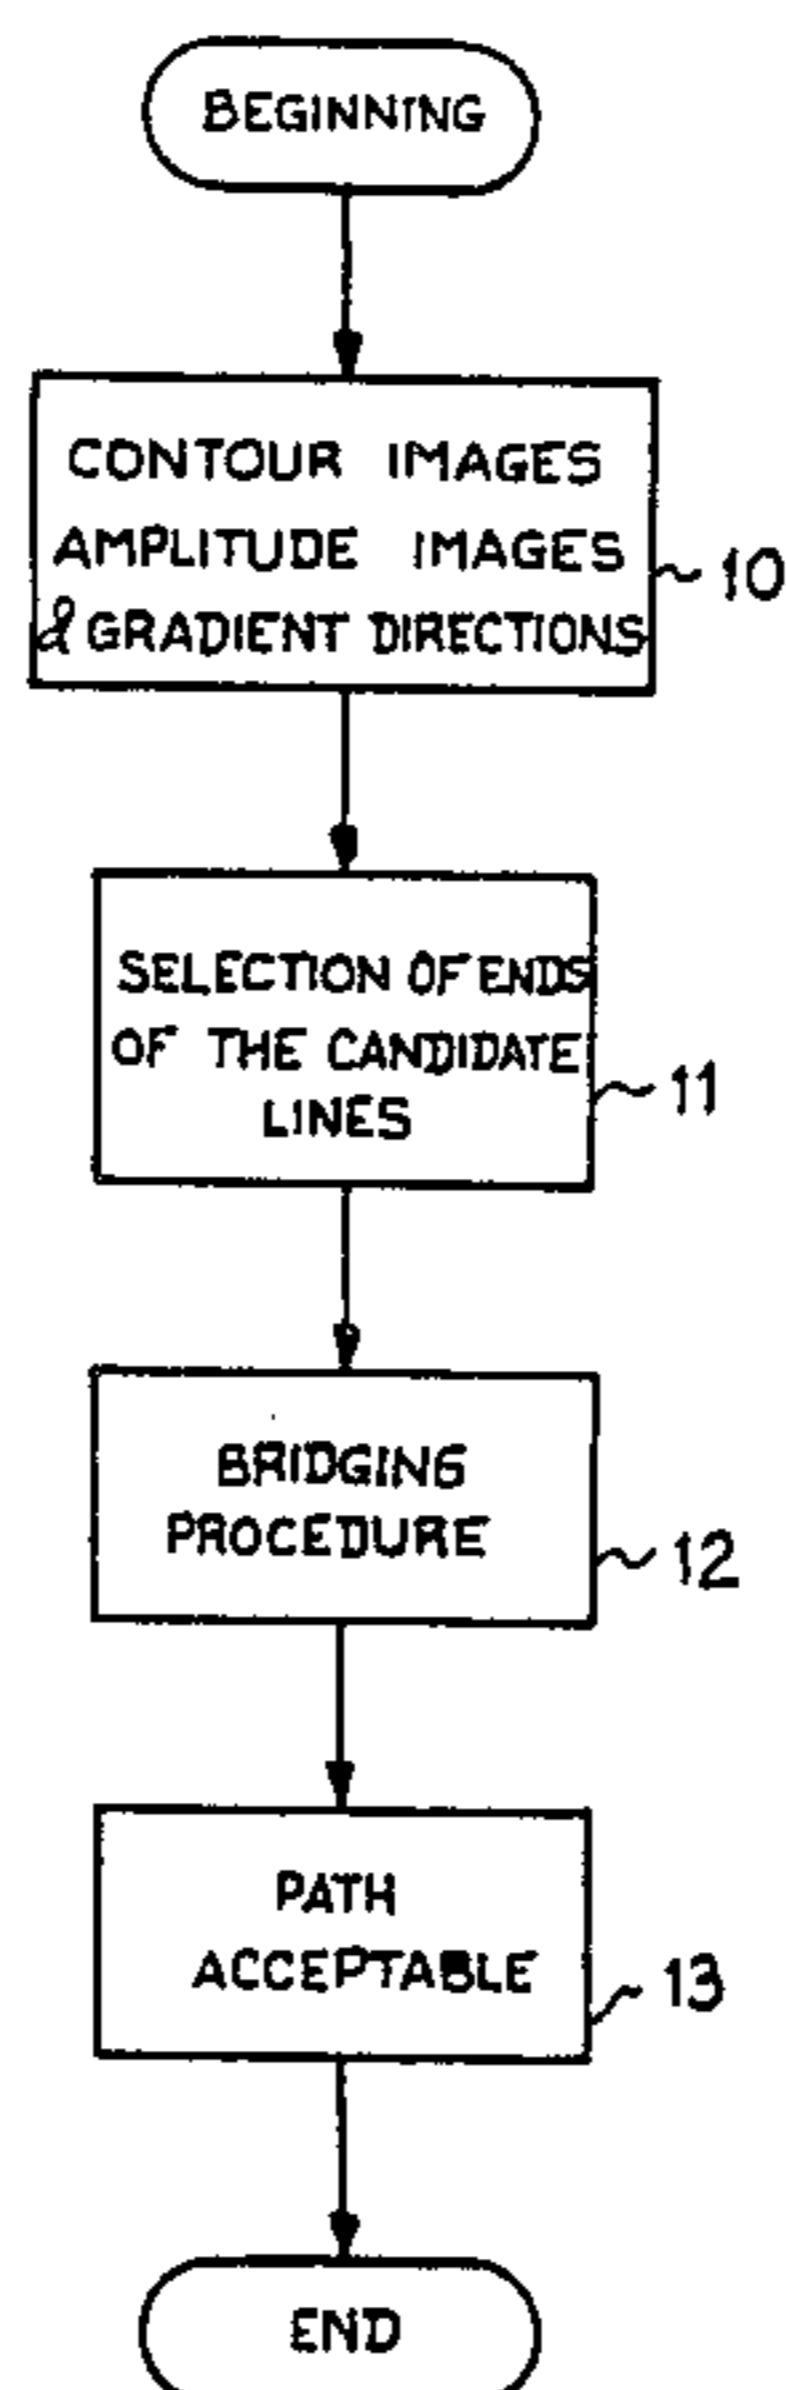 BEGINNING
CONTOUR IMAGES
AMPLITUDE IMAGES
& GRADIENT DIRECTIONS
10
SELECTION OF ENDS
OF THE CANDIDATE
LINES
11
BRIDGING
PROCEDURE
12
PATH
ACCEPTABLE
13
END